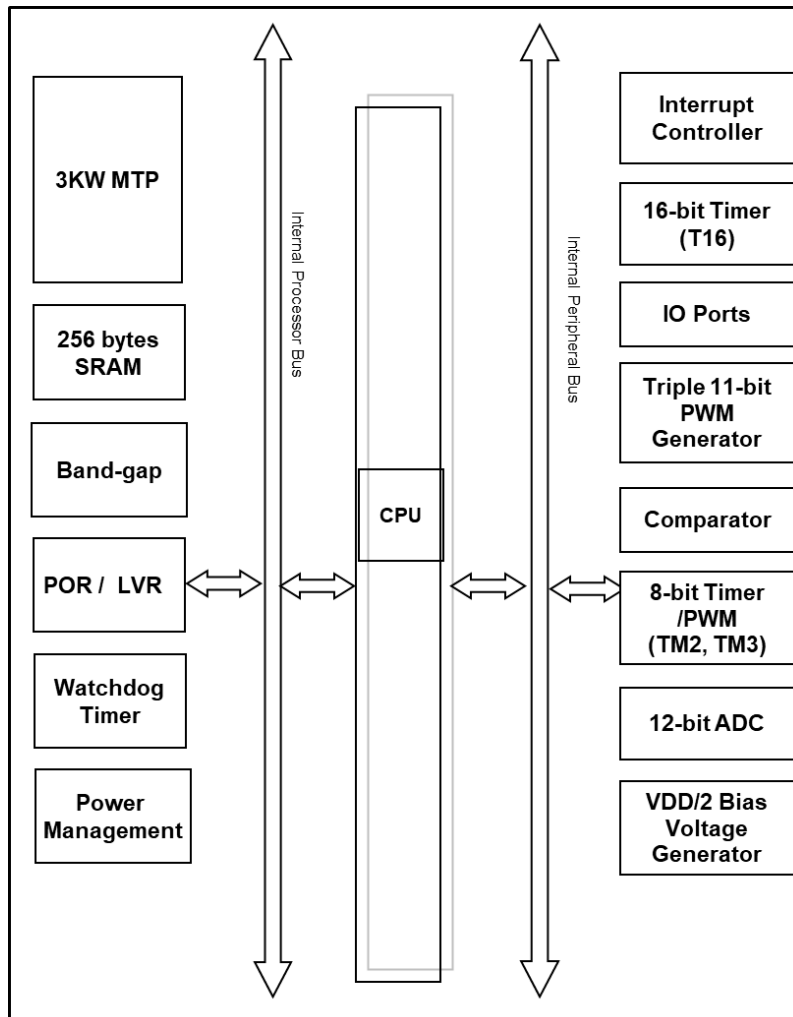 3KW MTP
256 bytes
SRAM
Band-gap
POR / LVR
Watchdog
Timer
Power
Management
Internal Processor Bus
CPU
Internal Peripheral Bus
Interrupt
Controller
16-bit Timer
(T16)
IO Ports
Triple 11-bit
PWM
Generator
Comparator
8-bit Timer
/PWM
(TM2, TM3)
12-bit ADC
VDD/2 Bias
Voltage
Generator